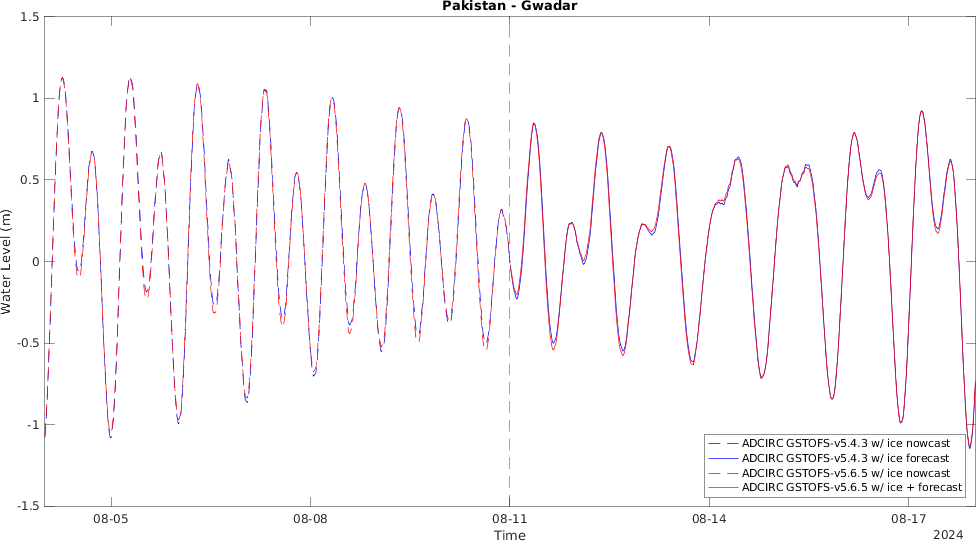 Pakistan - Gwadar
1.5
1
0.5
0
-0.5
-1
-1.5
Water Level (m)
ADCIRC GSTOFS-v5.4.3 w/ ice nowcast
ADCIRC GSTOFS-v5.4.3 w/ ice forecast
ADCIRC GSTOFS-v5.6.5 w/ ice nowcast
ADCIRC GSTOFS-v5.6.5 w/ ice + forecast
08-05 08-08 08-11 08-14 08-17
Time
2024